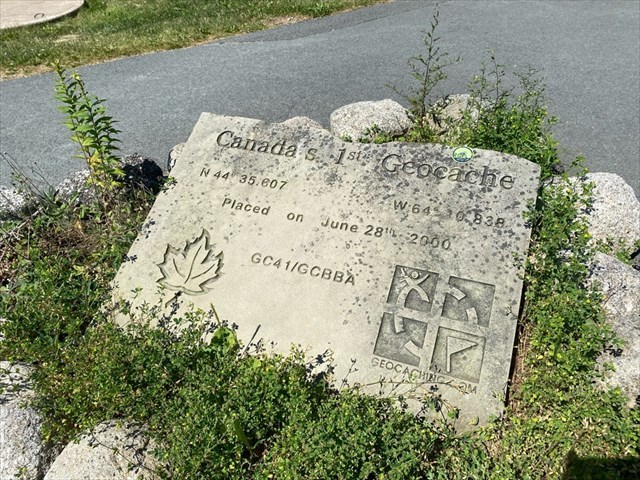 Canada's 1st Geocache
N 44 35.607 W 64 10.838
Placed on June 28th 2000
GC41/GCBBA
GEOCACHING.COM